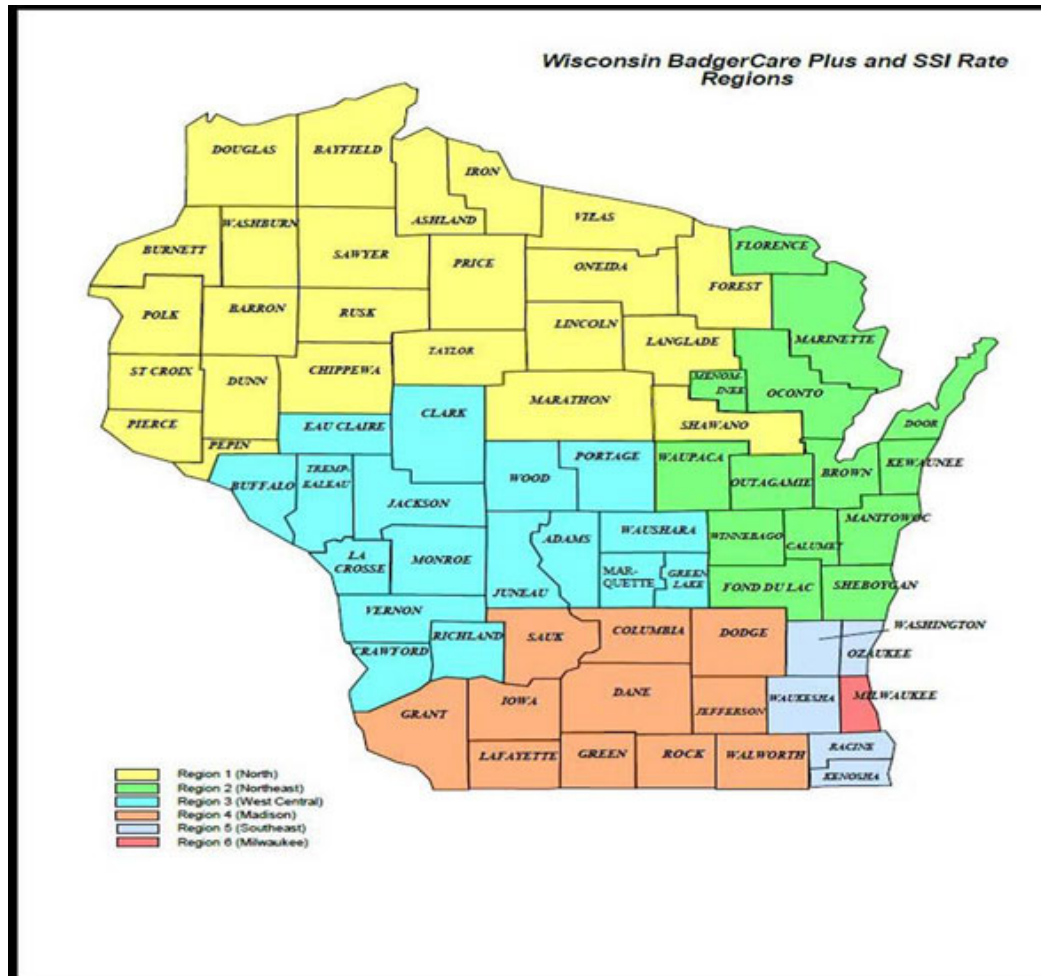 Wisconsin BadgerCare Plus and SSI Rate
Regions
DOUGLAS
BAYFIELD
IRON
ASHLAND
VILAS
WASHBURN
BURNETT
SAWYER
PRICE
ONEIDA
FLORENCE
FOREST
POLK
BARRON
RUSK
LINCOLN
LANGLADE
MARINETTE
TAYLOR
ST CROIX
DUNN
CHIPPEWA
MENOM-
INEE
OCONTO
MARATHON
CLARK
PIERCE
EAU CLAIRE
SHAWANO
DOOR
PEPIN
WAUPACA
PORTAGE
BROWN
KEWAUNEE
BUFFALO
TREMP-
EALEAU
WOOD
OUTAGAMIE
JACKSON
MANITOWOC
WAUSHARA
ADAMS
WINNEBAGO
CALUMET
LA
CROSSE
MONROE
MAR-
QUETTE
GREEN
LAKE
JUNEAU
FOND DU LAC
SHEBOYGAN
VERNON
RICHLAND
SAUK
COLUMBIA
DODGE
WASHINGTON
CRAWFORD
OZAUKEE
GRANT
IOWA
DANE
JEFFERSON
WAUKESHA
MILWAUKEE
LAFAYETTE
GREEN
ROCK
WALWORTH
RACINE
KENOSHA
Region 1 (North)
Region 2 (Northeast)
Region 3 (West Central)
Region 4 (Madison)
Region 5 (Southeast)
Region 6 (Milwaukee)